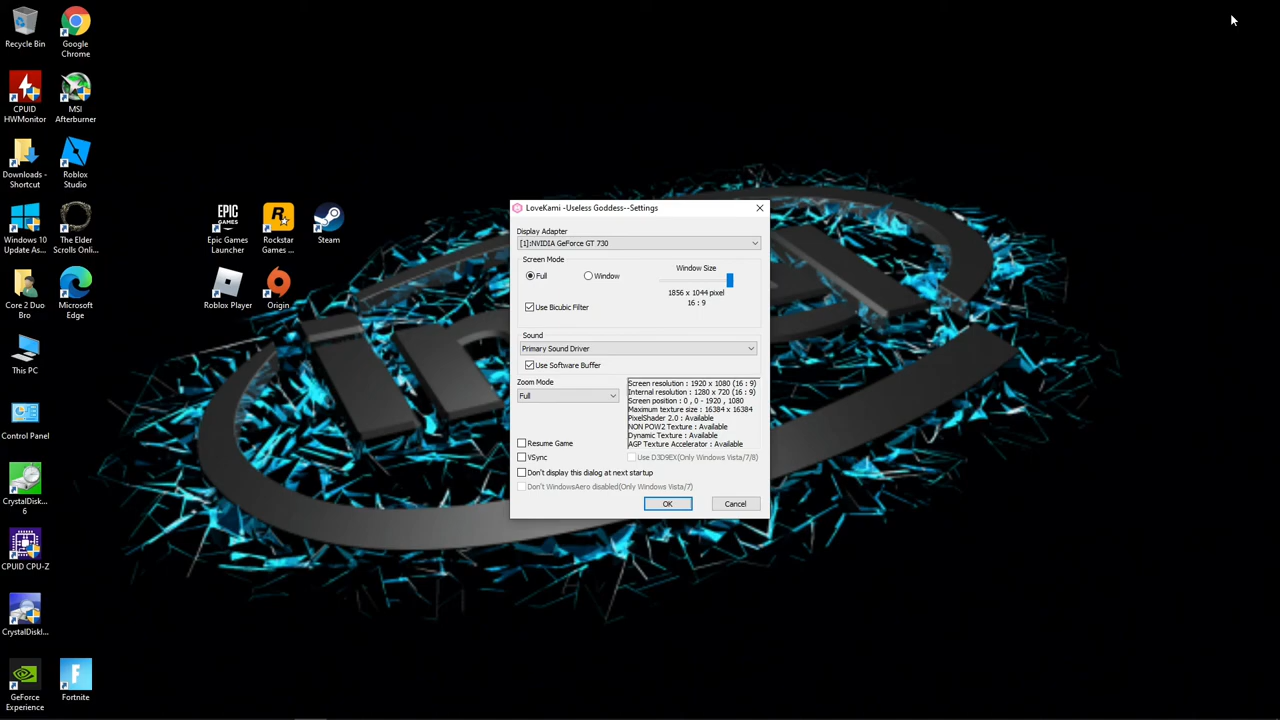 Recycle Bin
Google
Chrome
CPUID
HWMonitor
MSI
Afterburner
Downloads -
Shortcut
Roblox
Studio
Windows 10
Update As...
The Elder
Scrolls Onlin...
Core 2 Duo
Bro
Microsoft
Edge
This PC
Control Panel
CrystalDisk...
6
CPUID CPU-Z
CrystalDiskI...
GeForce
Experience
Fortnite
EPIC
GAMES
Epic Games
Launcher
Rockstar
Games ...
Steam
Roblox Player
Origin
LoveKami -Useless Goddess--Settings
Display Adapter
[1]:NVIDIA GeForce GT 730
Screen Mode
Full
Window
Window Size
1856 x 1044 pixel
16 : 9
Use Bicubic Filter
Sound
Primary Sound Driver
Use Software Buffer
Zoom Mode
Full
Screen resolution : 1920 x 1080 (16 : 9)
Internal resolution : 1280 x 720 (16 : 9)
Screen position : 0 , 0 - 1920 , 1080
Maximum texture size : 16384 x 16384
PixelShader 2.0 : Available
NON POW2 Texture : Available
Dynamic Texture : Available
AGP Texture Accelerator : Available
Resume Game
VSync
Use D3D9EX(Only Windows Vista/7/8)
Don't display this dialog at next startup
Don't WindowsAero disabled(Only Windows Vista/7)
OK
Cancel